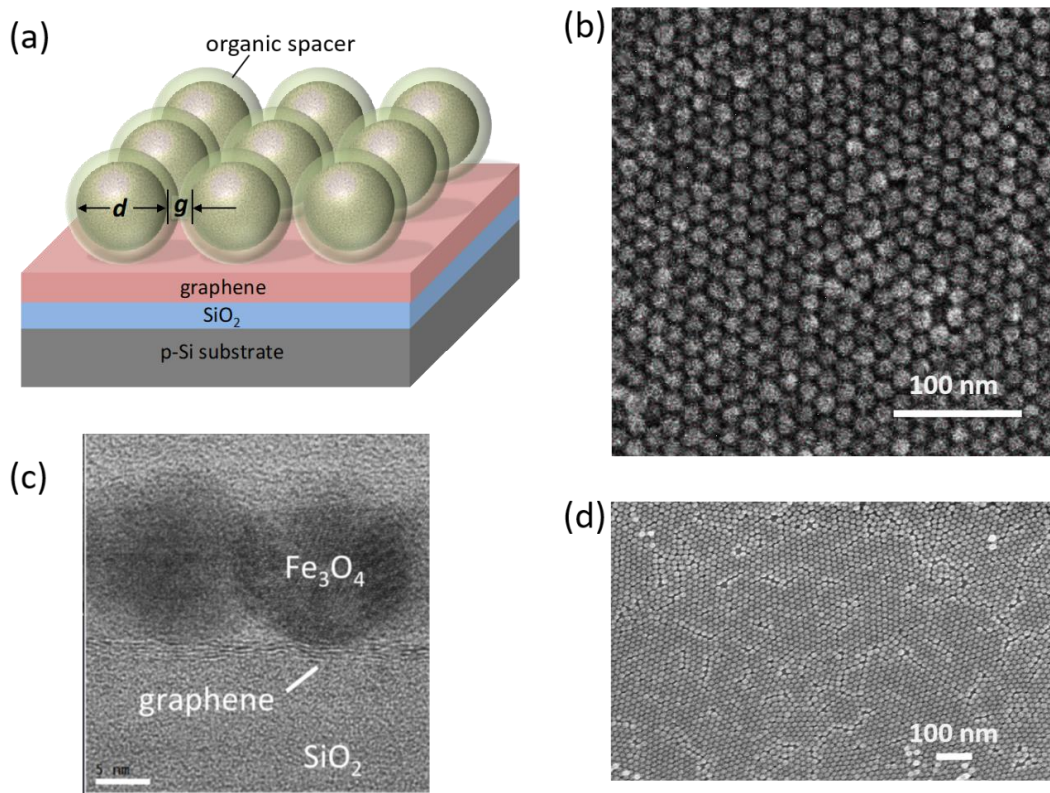 (a)
organic spacer
d
g
graphene
SiO₂
p-Si substrate
(b)
100 nm
(c)
Fe₃O₄
graphene
SiO₂
5 nm
(d)
100 nm